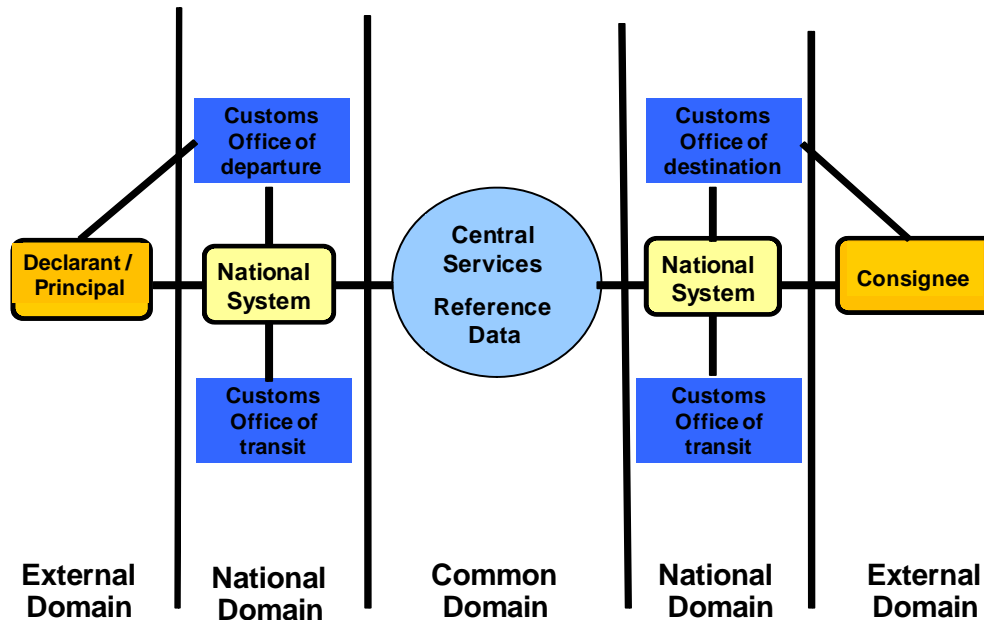 Customs
Office of
departure
Customs
Office of
destination
Declarant /
Principal
National
System
Central
Services
Reference
Data
National
System
Consignee
Customs
Office of
transit
Customs
Office of
transit
External
Domain
National
Domain
Common
Domain
National
Domain
External
Domain